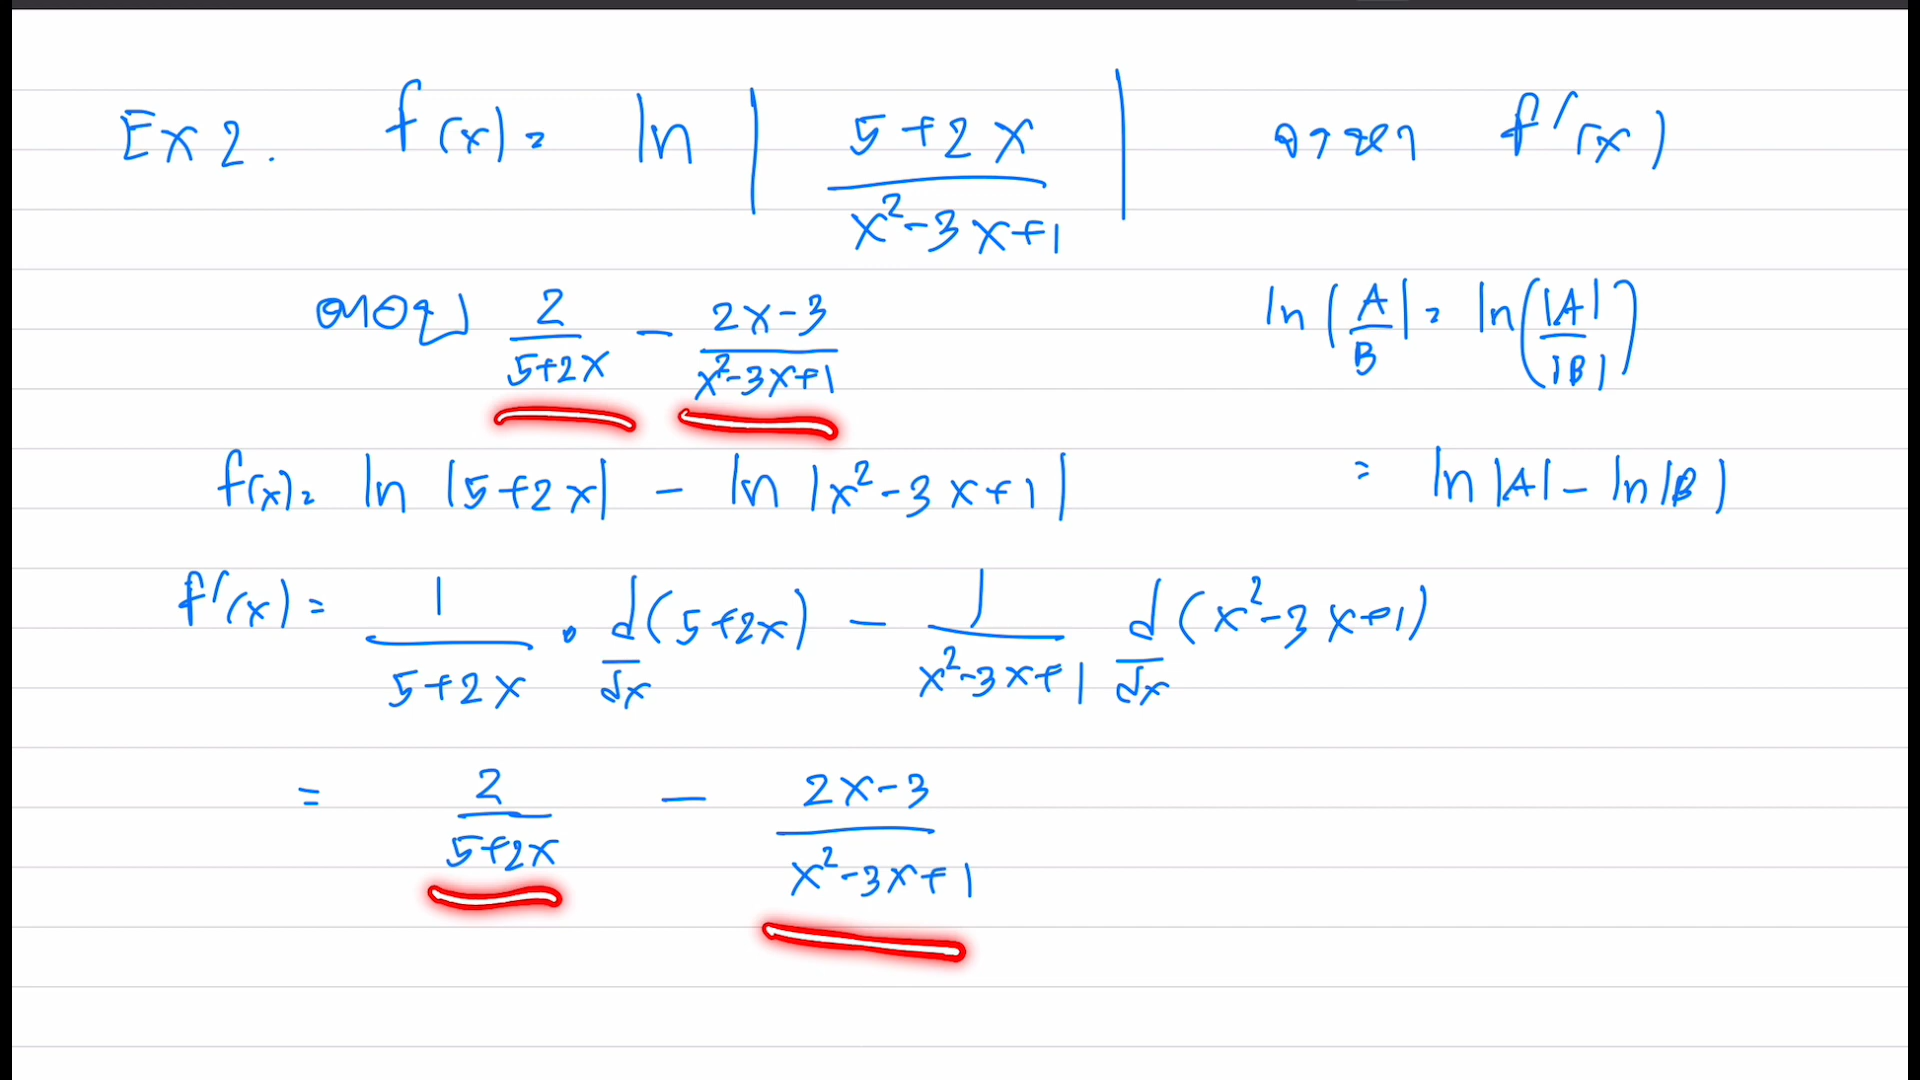 Ex 2. f(x) = ln | (5+2x)/(x²-3x+1) | จงหา f'(x)
ตอบ 2/(5+2x) - (2x-3)/(x²-3x+1)
ln |A/B| = ln(|A|/|B|)
f(x) = ln |5+2x| - ln |x²-3x+1|
= ln |A| - ln |B|
f'(x) = 1/(5+2x) · d/dx (5+2x) - 1/(x²-3x+1) d/dx (x²-3x+1)
= 2/(5+2x) - (2x-3)/(x²-3x+1)